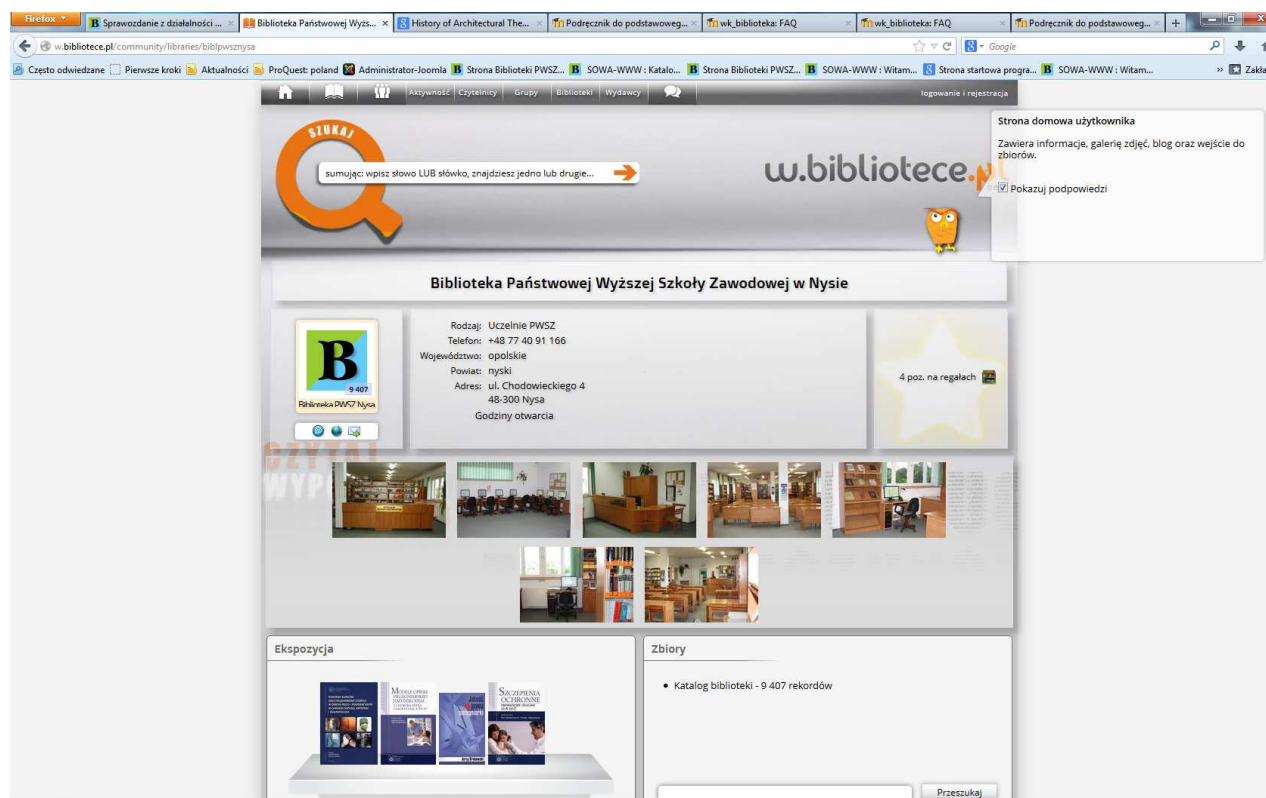 Firefox
Sprawozdanie z działalności ...
Biblioteka Państwowej Wyżs...
History of Architectural The...
Podręcznik do podstawoweg...
wk_biblioteka: FAQ
wk_biblioteka: FAQ
Podręcznik do podstawoweg...
w.bibliotece.pl/community/libraries/biblpwsznysa
Google
Często odwiedzane
Pierwsze kroki
Aktualności
ProQuest: poland
Administrator-Joomla
Strona Biblioteki PWSZ...
SOWA-WWW : Katalo...
Strona Biblioteki PWSZ...
SOWA-WWW : Witam...
Strona startowa progra...
SOWA-WWW : Witam...
Zakła
Aktywność Czytelnicy Grupy Biblioteki Wydawcy
logowanie i rejestracja
Strona domowa użytkownika
Zawiera informacje, galerię zdjęć, blog oraz wejście do
zbiorów.
Pokazuj podpowiedzi
SZUKAJ
sumując: wpisz słowo LUB słówko, znajdziesz jedno lub drugie...
w.bibliotece.pl
Biblioteka Państwowej Wyższej Szkoły Zawodowej w Nysie
B
9 407
Biblioteka PWSZ Nysa
Rodzaj: Uczelnie PWSZ
Telefon: +48 77 40 91 166
Województwo: opolskie
Powiat: nyski
Adres: ul. Chodowieckiego 4
48-300 Nysa
Godziny otwarcia
4 poz. na regałach
CZYTAJ
Ekspozycja
SZCZEPIENIA
OCHRONNE
Zbiory
Katalog biblioteki - 9 407 rekordów
Przeszukaj